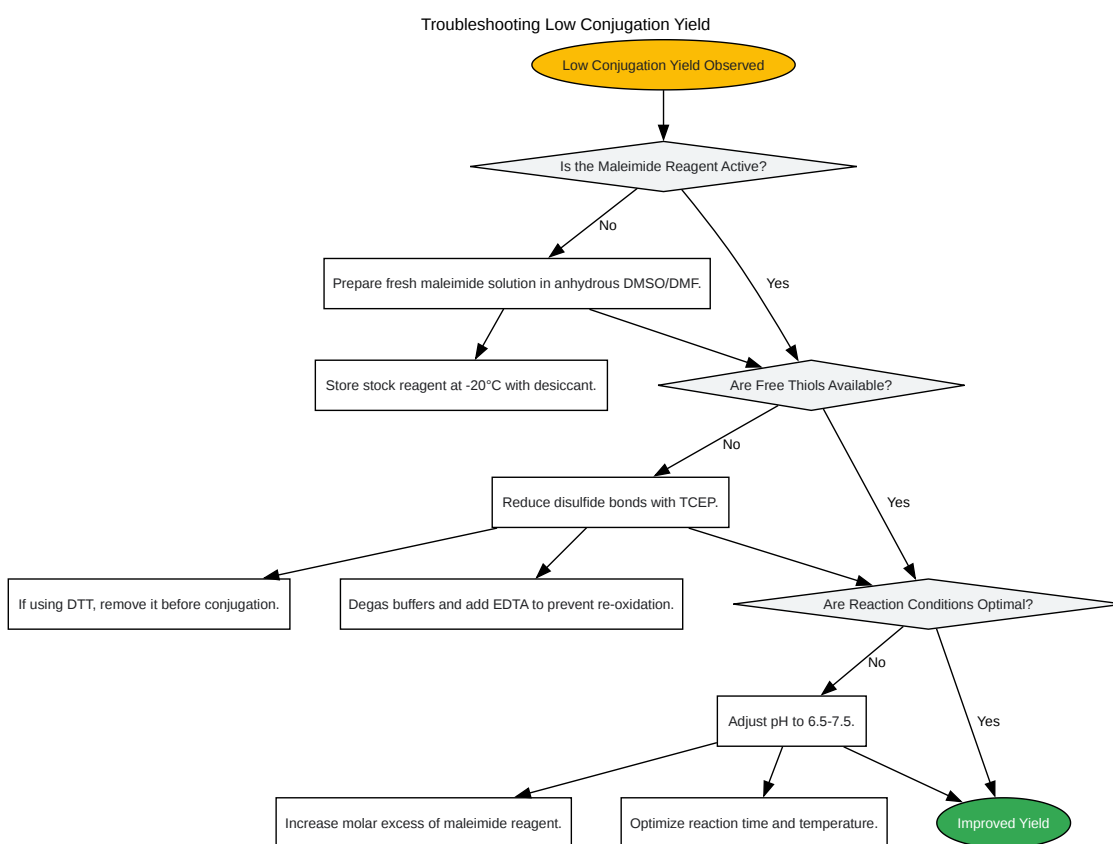 Troubleshooting Low Conjugation Yield
Low Conjugation Yield Observed
Is the Maleimide Reagent Active?
No
Prepare fresh maleimide solution in anhydrous DMSO/DMF.
Yes
Store stock reagent at -20°C with desiccant.
Are Free Thiols Available?
No
Reduce disulfide bonds with TCEP.
Yes
If using DTT, remove it before conjugation.
Degas buffers and add EDTA to prevent re-oxidation.
Are Reaction Conditions Optimal?
No
Adjust pH to 6.5-7.5.
Yes
Increase molar excess of maleimide reagent.
Optimize reaction time and temperature.
Improved Yield